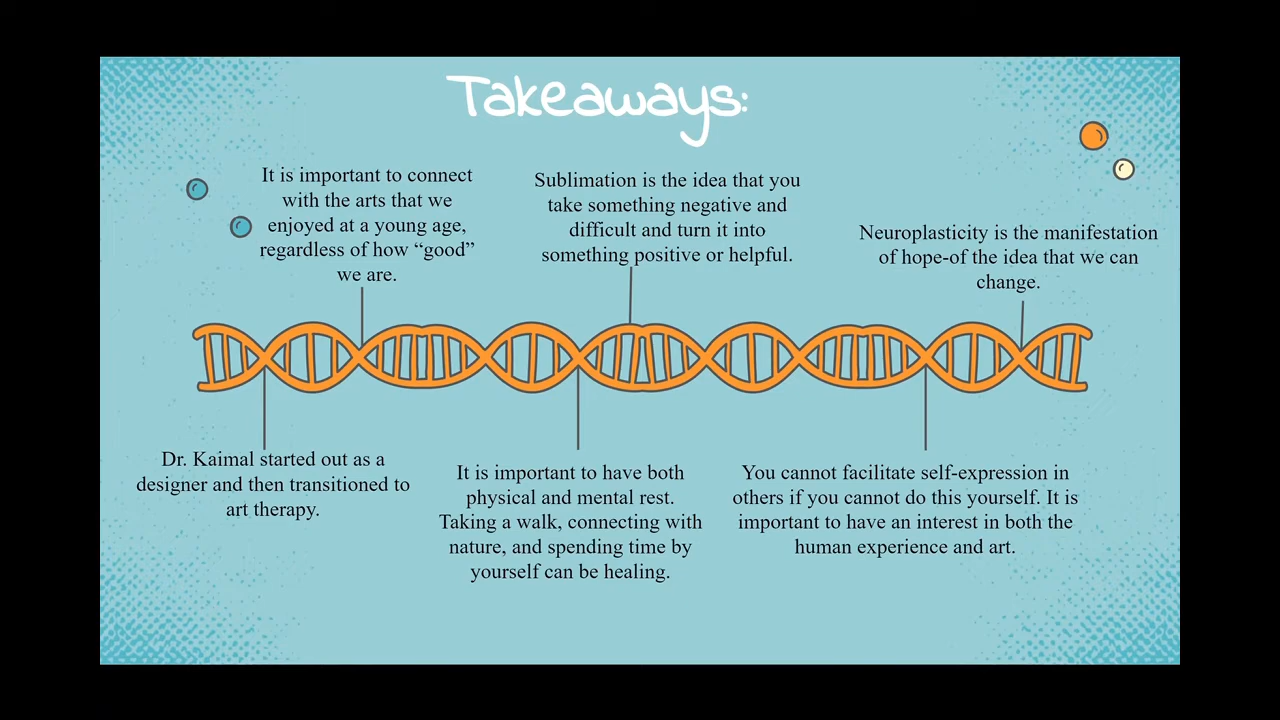 Takeaways:
It is important to connect
with the arts that we
enjoyed at a young age,
regardless of how “good”
we are.
Sublimation is the idea that you
take something negative and
difficult and turn it into
something positive or helpful.
Neuroplasticity is the manifestation
of hope-of the idea that we can
change.
Dr. Kaimal started out as a
designer and then transitioned to
art therapy.
It is important to have both
physical and mental rest.
Taking a walk, connecting with
nature, and spending time by
yourself can be healing.
You cannot facilitate self-expression in
others if you cannot do this yourself. It is
important to have an interest in both the
human experience and art.